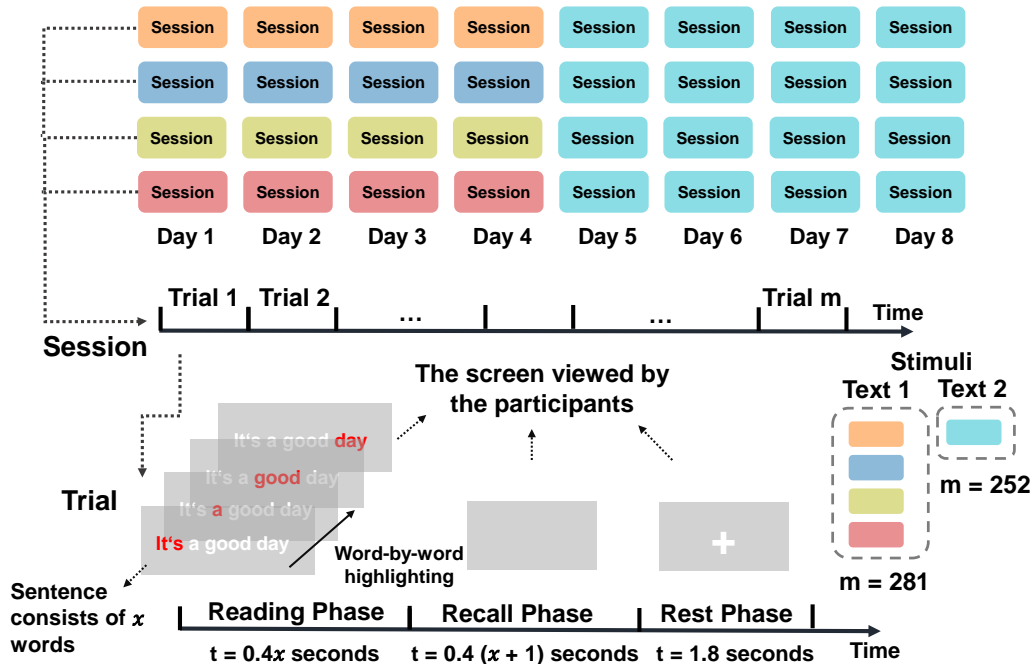 Session Session Session Session Session Session Session Session
Session Session Session Session Session Session Session Session
Session Session Session Session Session Session Session Session
Session Session Session Session Session Session Session Session
Day 1 Day 2 Day 3 Day 4 Day 5 Day 6 Day 7 Day 8
Trial 1 Trial 2 ... ... Trial m Time
Session
The screen viewed by
the participants
Stimuli
Text 1 Text 2
m = 252
m = 281
Trial
It's a good day
It's a good day
It's a good day
It's a good day
Word-by-word
highlighting
+
Sentence
consists of x
words
Reading Phase Recall Phase Rest Phase
Time
t = 0.4x seconds t = 0.4 (x + 1) seconds t = 1.8 seconds